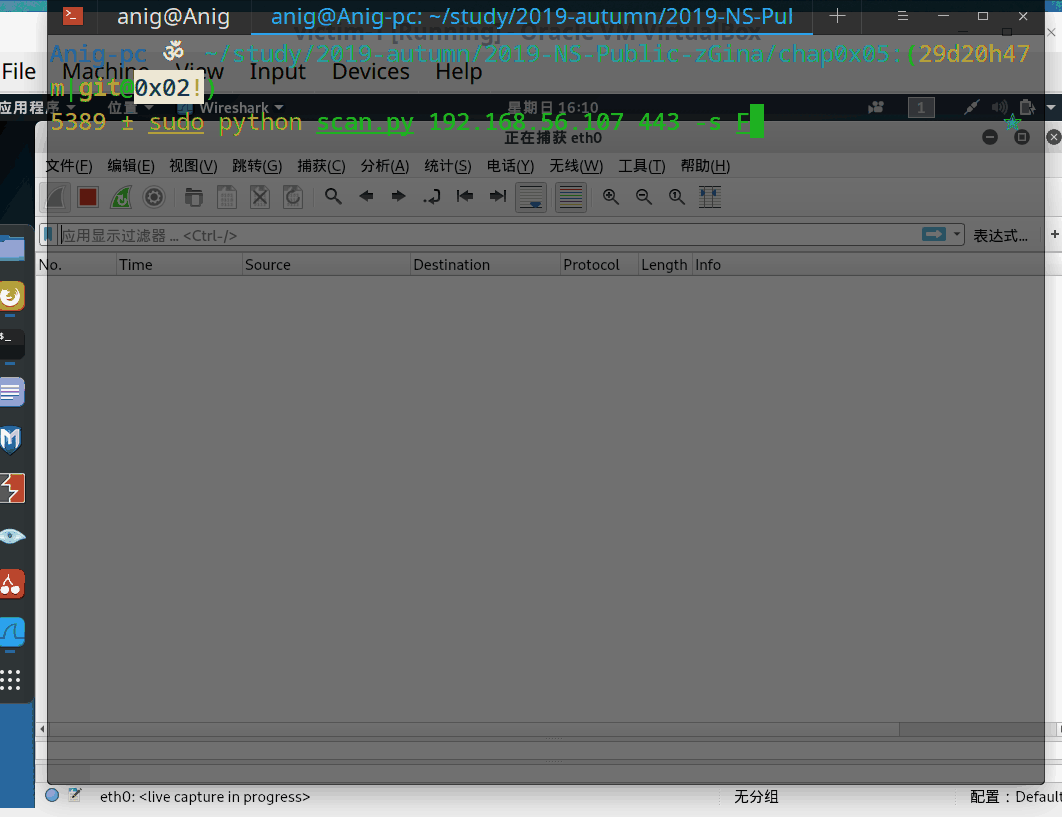 anig@Anig
anig@Anig-pc: ~/study/2019-autumn/2019-NS-Pul
Victim 1 [Running] - Oracle VM VirtualBox
Anig-pc ॐ ~/study/2019-autumn/2019-NS-Public-zGina/chap0x05:(29d20h47
m|git@0x02!)
File Machine View Input Devices Help
应用程序 位置 Wireshark 星期日 16:10 1
5389 ± sudo python scan.py 192.168.56.107 443 -s F
正在捕获 eth0
文件(F) 编辑(E) 视图(V) 跳转(G) 捕获(C) 分析(A) 统计(S) 电话(Y) 无线(W) 工具(T) 帮助(H)
应用显示过滤器 … <Ctrl-/> 表达式… +
No. Time Source Destination Protocol Length Info
eth0: <live capture in progress> 无分组 配置：Default